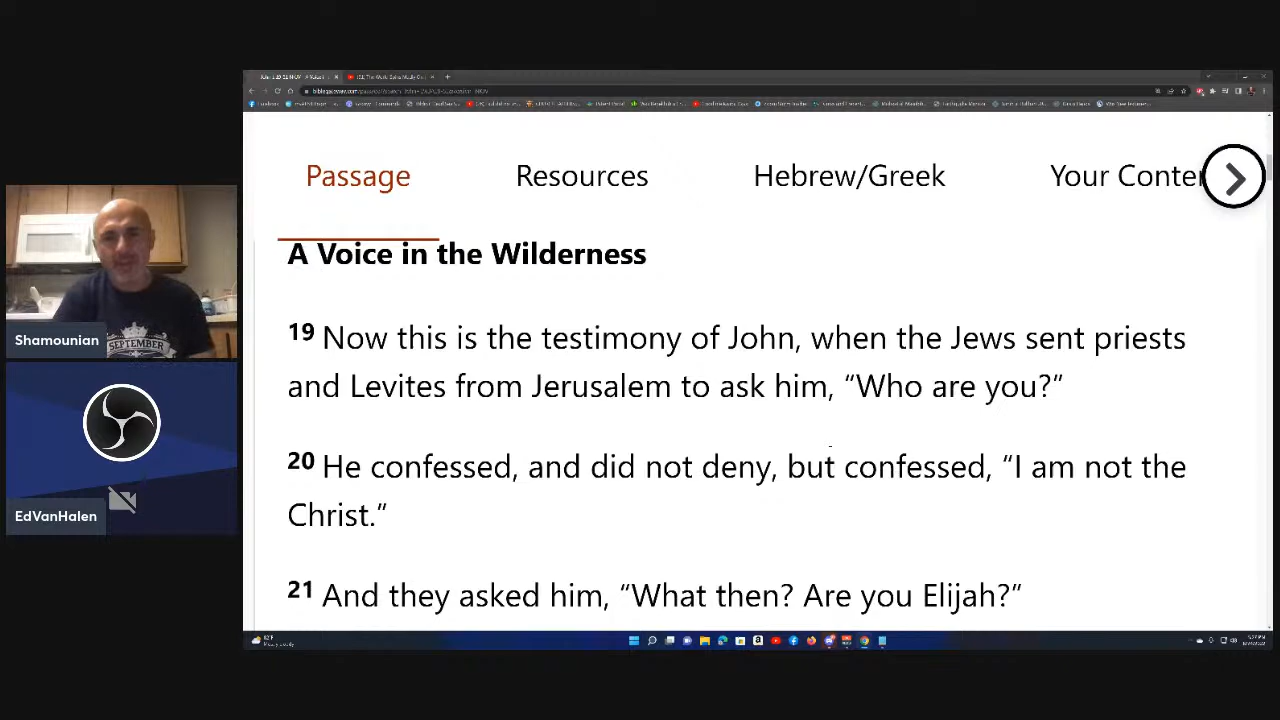 Passage
Resources
Hebrew/Greek
Your Conte
A Voice in the Wilderness
19 Now this is the testimony of John, when the Jews sent priests
and Levites from Jerusalem to ask him, “Who are you?”
20 He confessed, and did not deny, but confessed, “I am not the
Christ.”
21 And they asked him, “What then? Are you Elijah?”
SEPTEMBER
Shamounian
EdVanHalen